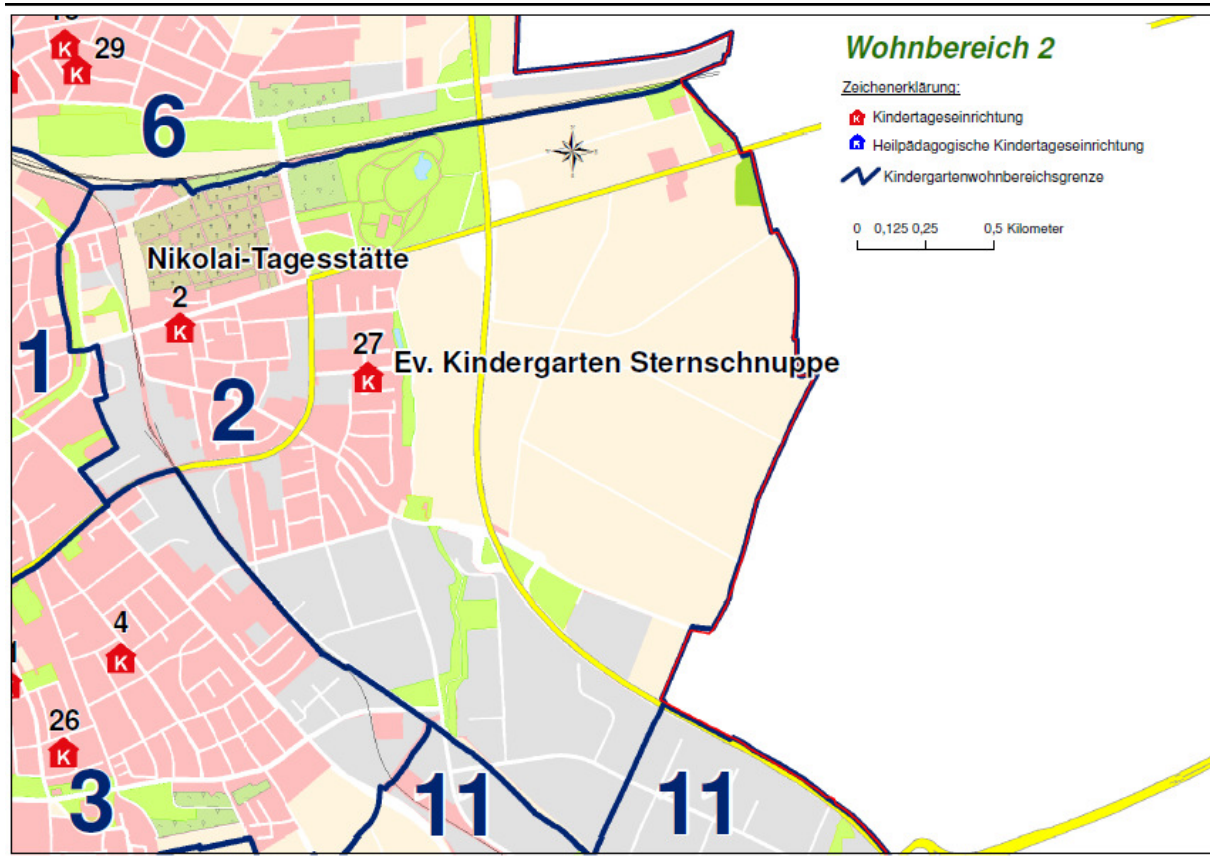 Wohnbereich 2
Zeichenerklärung:
K Kindertageseinrichtung
Heilpädagogische Kindertageseinrichtung
Kindergartenwohnbereichsgrenze
0 0,125 0,25 0,5 Kilometer
K
29
K
6
Nikolai-Tagesstätte
2
K
1
27
K
Ev. Kindergarten Sternschnuppe
2
4
K
26
K
3
11
11